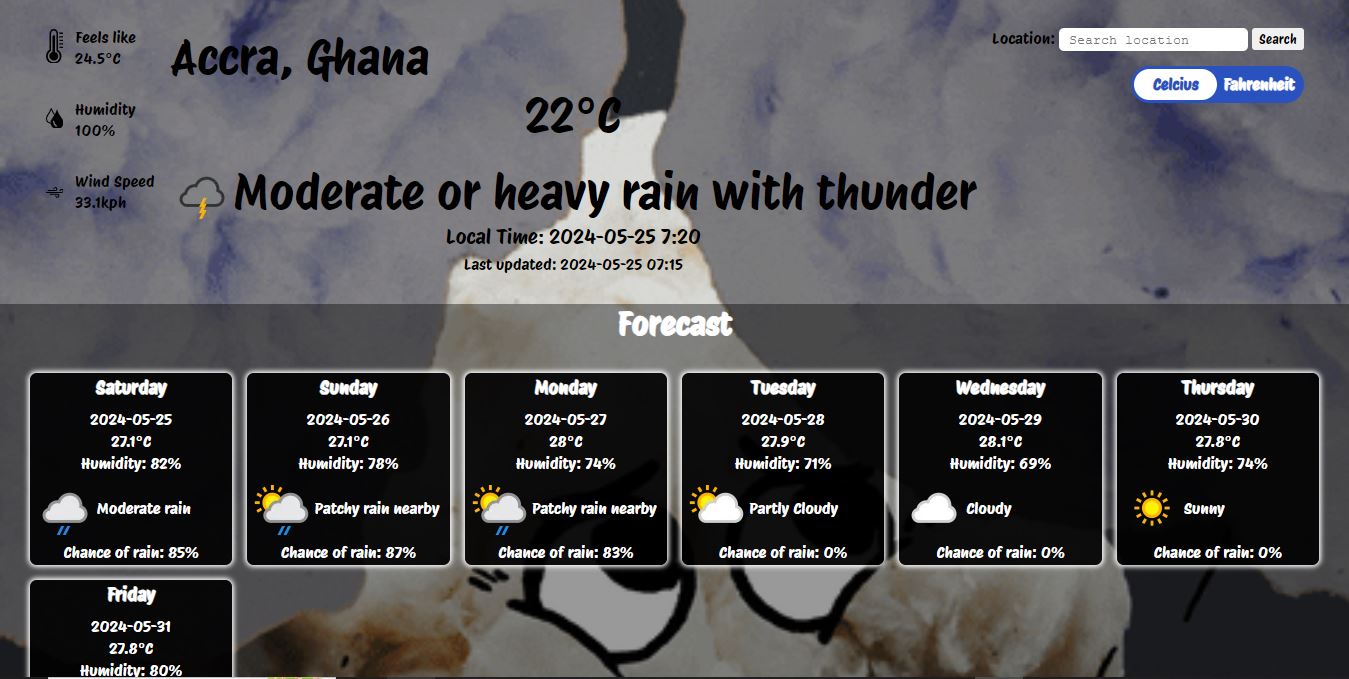 Feels like
24.5°C
Humidity
100%
Wind Speed
33.1kph
Accra, Ghana
22°C
Moderate or heavy rain with thunder
Local Time: 2024-05-25 7:20
Last updated: 2024-05-25 07:15
Location: Search location Search
Celcius Fahrenheit
Forecast
Saturday
2024-05-25
27.1°C
Humidity: 82%
Moderate rain
Chance of rain: 85%
Sunday
2024-05-26
27.1°C
Humidity: 78%
Patchy rain nearby
Chance of rain: 87%
Monday
2024-05-27
28°C
Humidity: 74%
Patchy rain nearby
Chance of rain: 83%
Tuesday
2024-05-28
27.9°C
Humidity: 71%
Partly Cloudy
Chance of rain: 0%
Wednesday
2024-05-29
28.1°C
Humidity: 69%
Cloudy
Chance of rain: 0%
Thursday
2024-05-30
27.8°C
Humidity: 74%
Sunny
Chance of rain: 0%
Friday
2024-05-31
27.8°C
Humidity: 80%